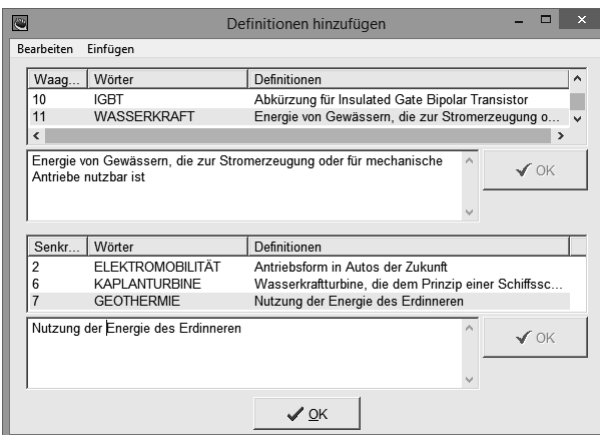 Definitionen hinzufügen
Bearbeiten Einfügen
Waag... Wörter Definitionen
10 IGBT Abkürzung für Insulated Gate Bipolar Transistor
11 WASSERKRAFT Energie von Gewässern, die zur Stromerzeugung o...
Energie von Gewässern, die zur Stromerzeugung oder für mechanische
Antriebe nutzbar ist
OK
Senkr... Wörter Definitionen
2 ELEKTROMOBILITÄT Antriebsform in Autos der Zukunft
6 KAPLANTURBINE Wasserkraftturbine, die dem Prinzip einer Schiffssc...
7 GEOTHERMIE Nutzung der Energie des Erdinneren
Nutzung der Energie des Erdinneren
OK
OK